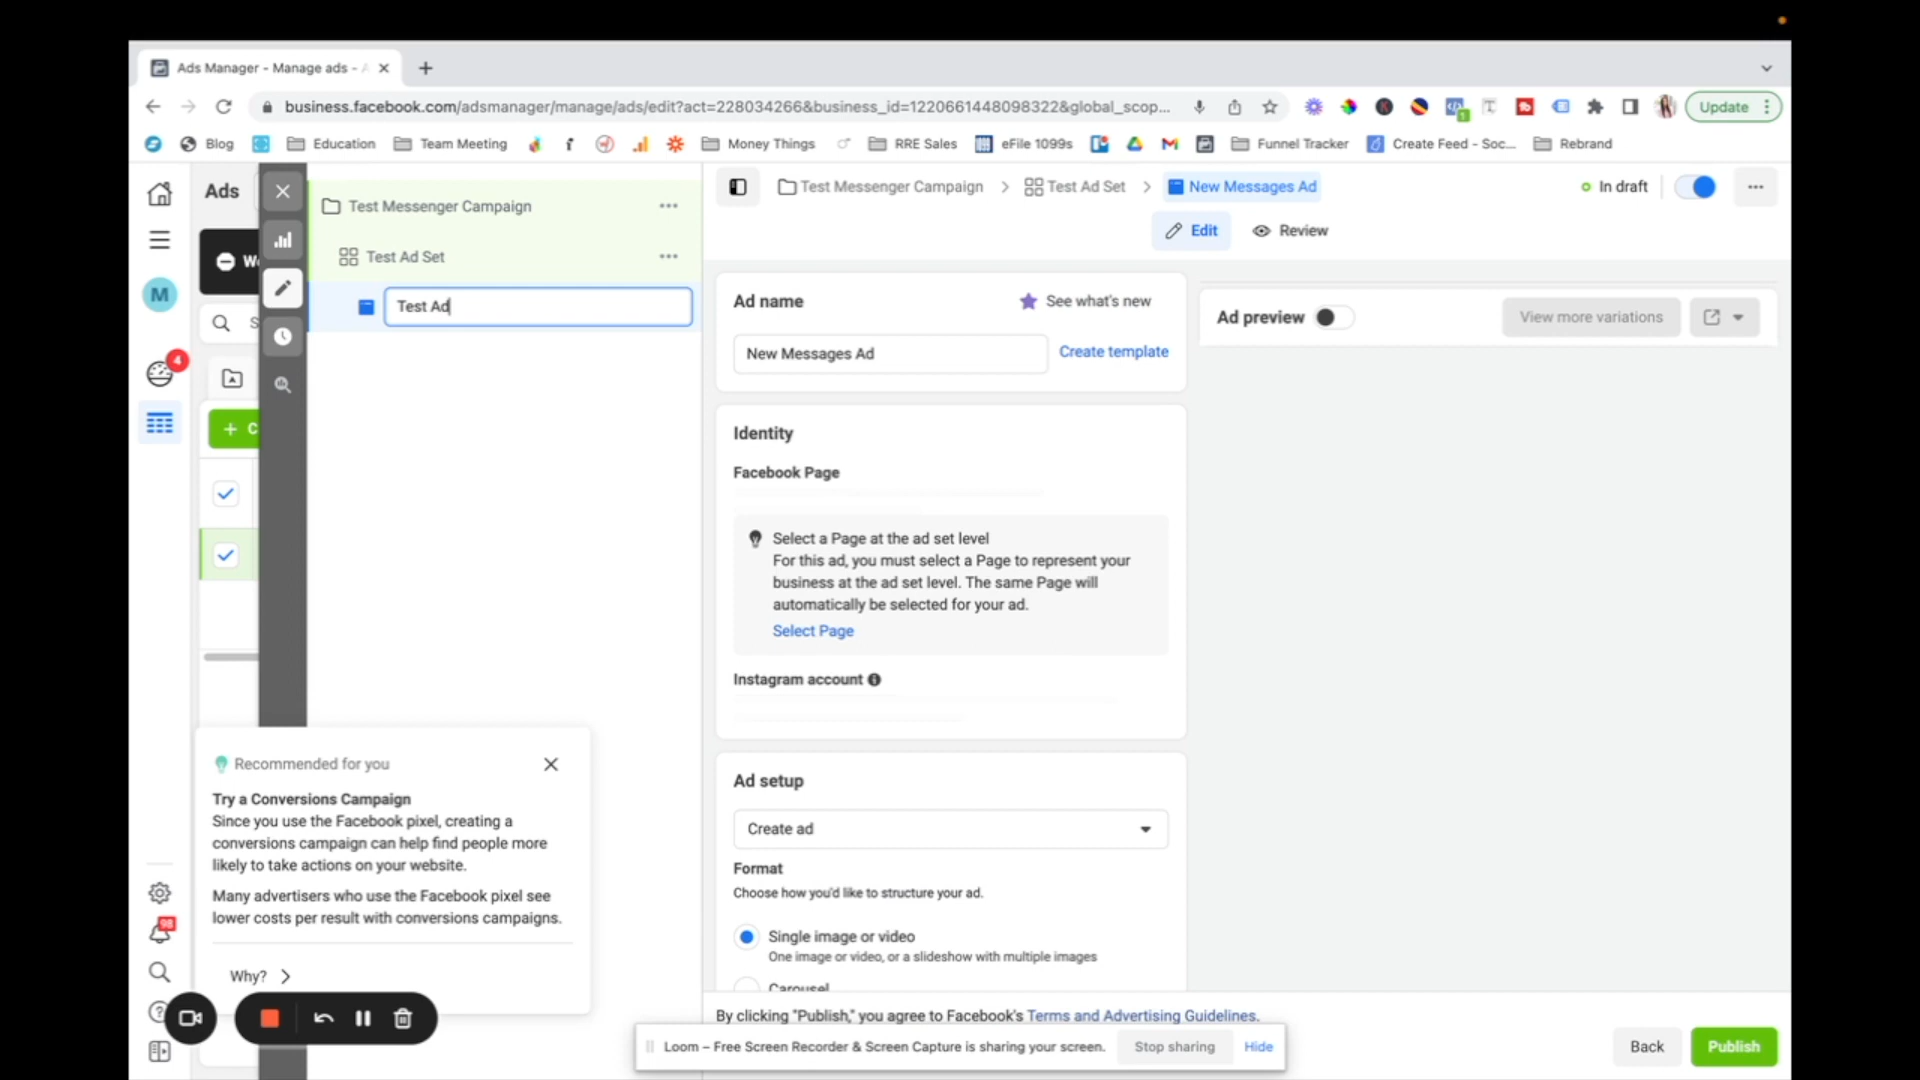 Ads Manager - Manage ads -
business.facebook.com/adsmanager/manage/ads/edit?act=228034266&business_id=1220661448098322&global_scop...
1
Update
Blog
Education
Team Meeting
Money Things
RRE Sales
eFile 1099s
Funnel Tracker
Create Feed - Soc...
Rebrand
Ads
M
4
98
Test Messenger Campaign
Test Ad Set
Test Ad
Test Messenger Campaign
Test Ad Set
New Messages Ad
In draft
Edit
Review
Ad name
See what's new
New Messages Ad
Create template
Ad preview
View more variations
Identity
Facebook Page
Select a Page at the ad set level
For this ad, you must select a Page to represent your
business at the ad set level. The same Page will
automatically be selected for your ad.
Select Page
Instagram account
Ad setup
Create ad
Format
Choose how you'd like to structure your ad.
Single image or video
One image or video, or a slideshow with multiple images
Carousel
Recommended for you
Try a Conversions Campaign
Since you use the Facebook pixel, creating a
conversions campaign can help find people more
likely to take actions on your website.
Many advertisers who use the Facebook pixel see
lower costs per result with conversions campaigns.
Why?
By clicking "Publish," you agree to Facebook's Terms and Advertising Guidelines.
Loom – Free Screen Recorder & Screen Capture is sharing your screen.
Stop sharing
Hide
Back
Publish